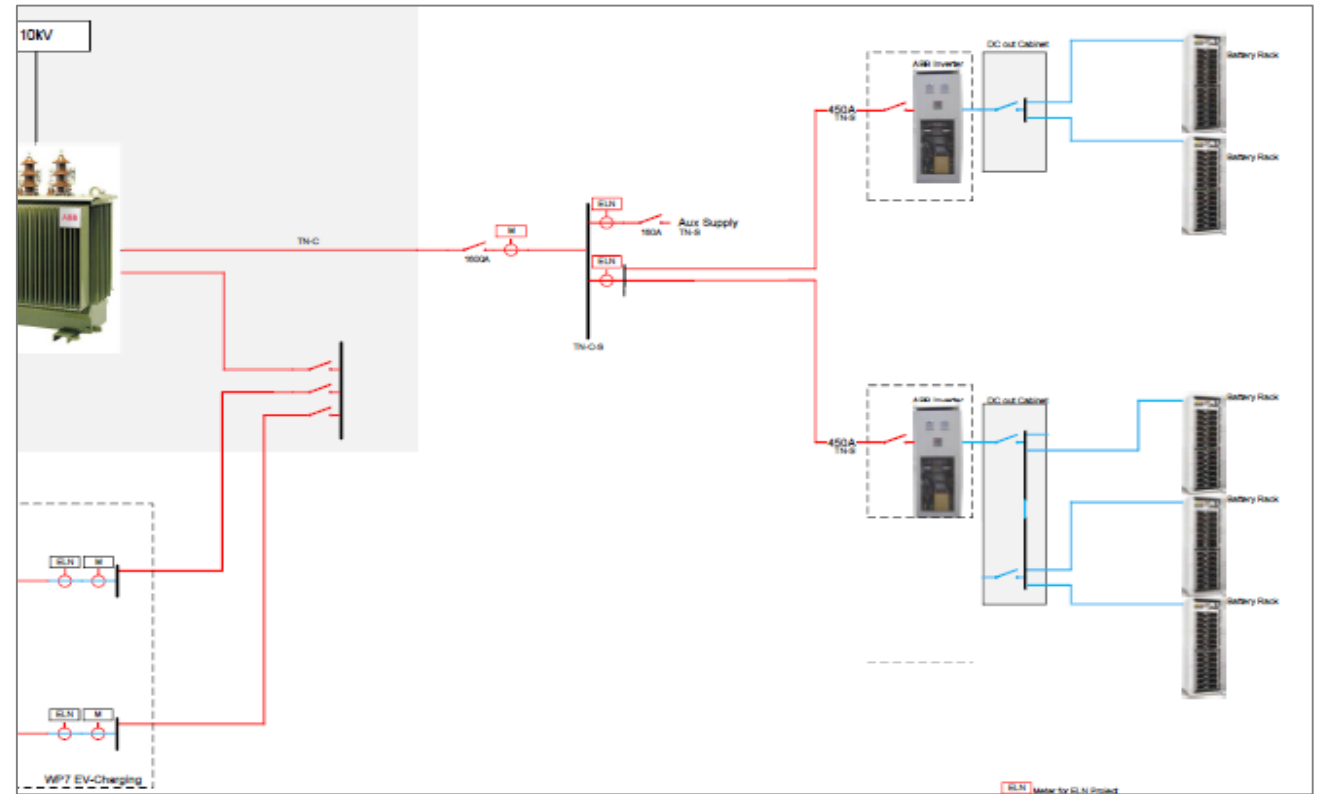 10kV
ABB
TN-C
1600A
M
ELN
160A
Aux Supply
TN-S
ELN
TN-C-S
450A
TN-S
ABB Inverter
DC out Cabinet
Battery Rack
Battery Rack
450A
TN-S
ABB Inverter
DC out Cabinet
Battery Rack
Battery Rack
Battery Rack
ELN M
ELN M
WP7 EV-Charging
ELN Meter for ELN Project